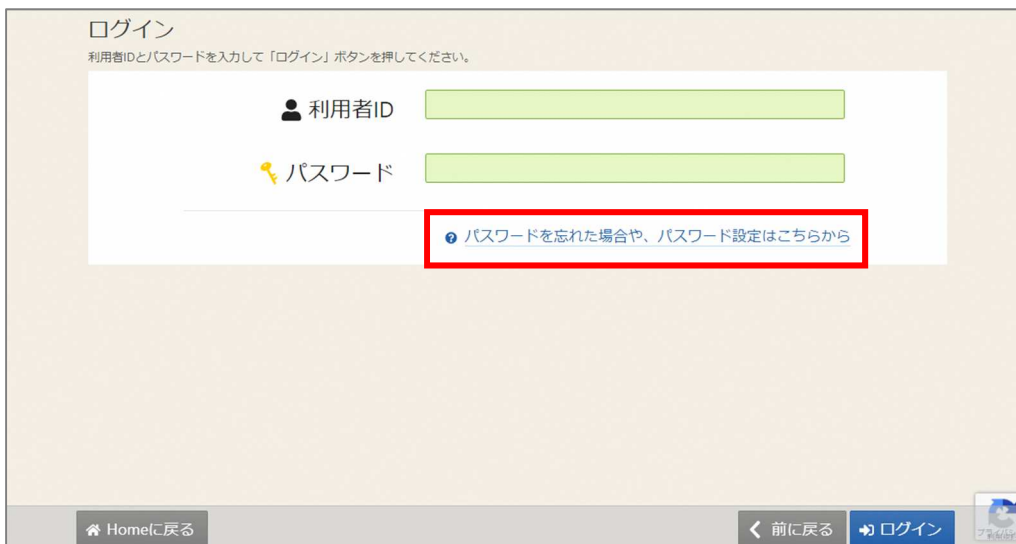 ログイン
利用者IDとパスワードを入力して「ログイン」ボタンを押してください。
利用者ID
パスワード
パスワードを忘れた場合や、パスワード設定はこちらから
Homeに戻る
前に戻る
ログイン